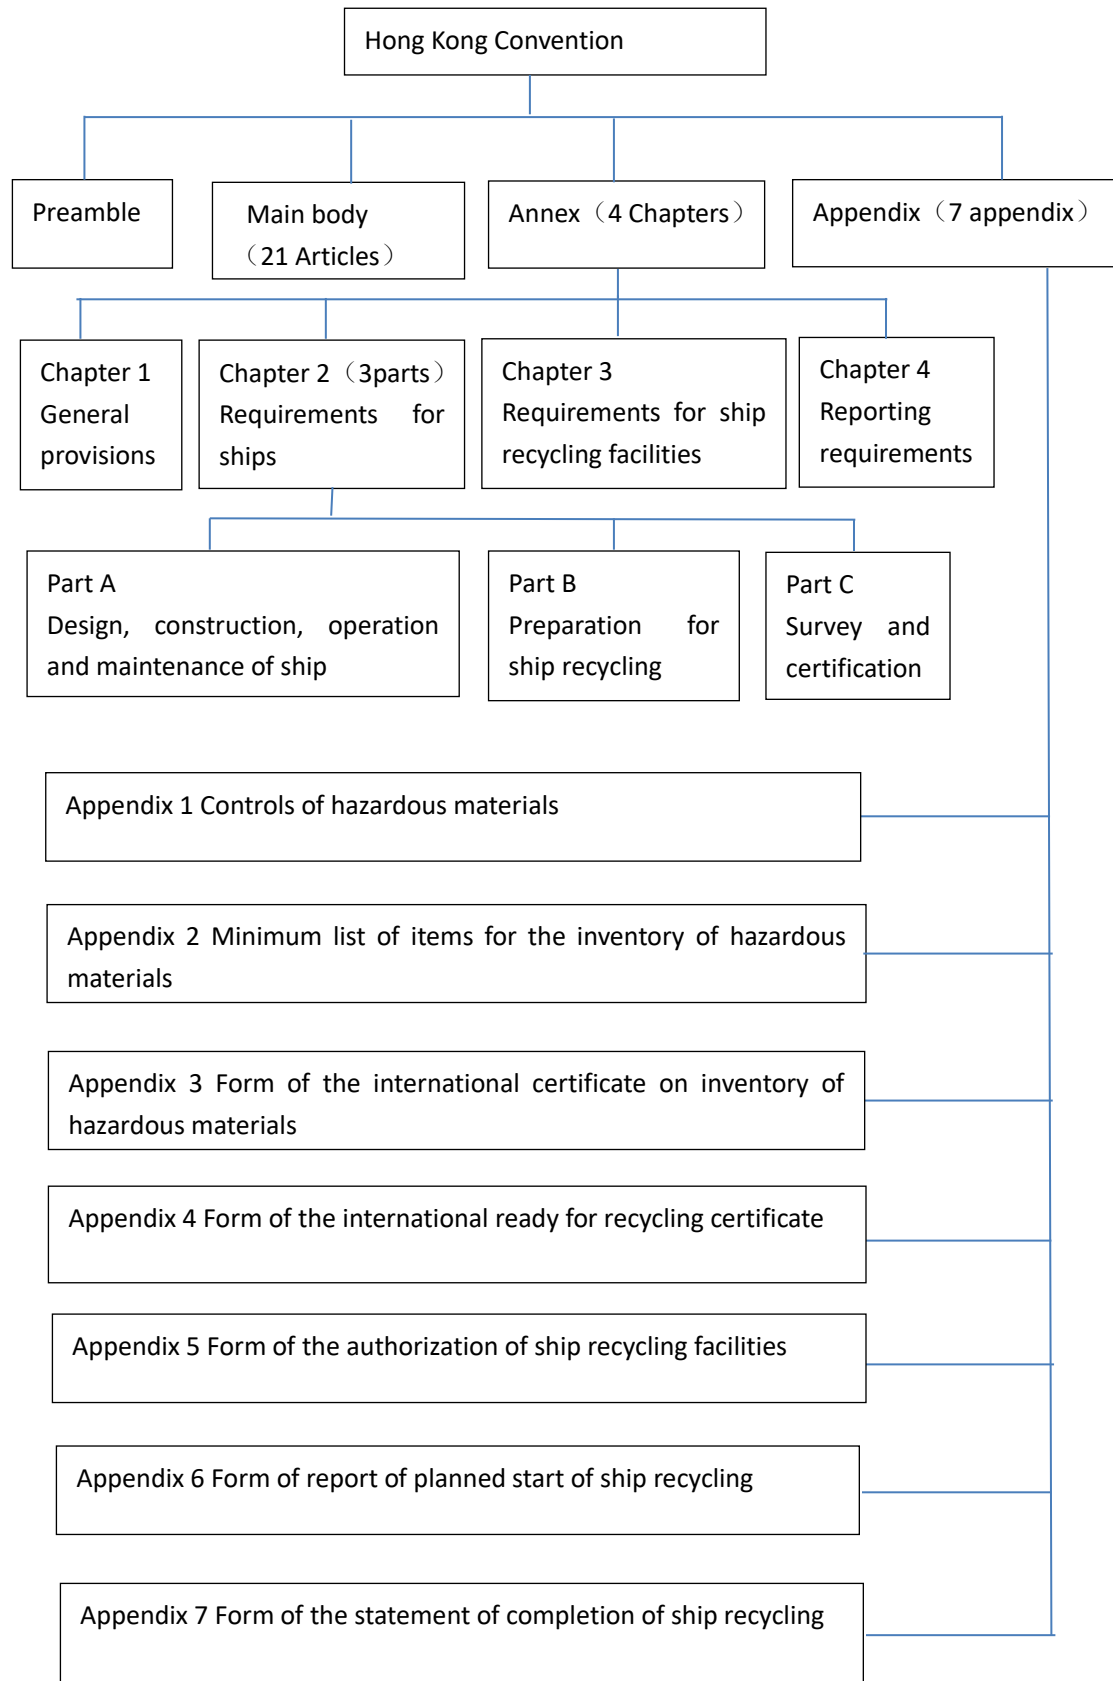 Hong Kong Convention
Preamble
Main body
（21 Articles）
Annex（4 Chapters）
Appendix（7 appendix）
Chapter 1
General
provisions
Chapter 2（3parts）
Requirements for
ships
Chapter 3
Requirements for ship
recycling facilities
Chapter 4
Reporting
requirements
Part A
Design, construction, operation
and maintenance of ship
Part B
Preparation for
ship recycling
Part C
Survey and
certification
Appendix 1 Controls of hazardous materials
Appendix 2 Minimum list of items for the inventory of hazardous
materials
Appendix 3 Form of the international certificate on inventory of
hazardous materials
Appendix 4 Form of the international ready for recycling certificate
Appendix 5 Form of the authorization of ship recycling facilities
Appendix 6 Form of report of planned start of ship recycling
Appendix 7 Form of the statement of completion of ship recycling